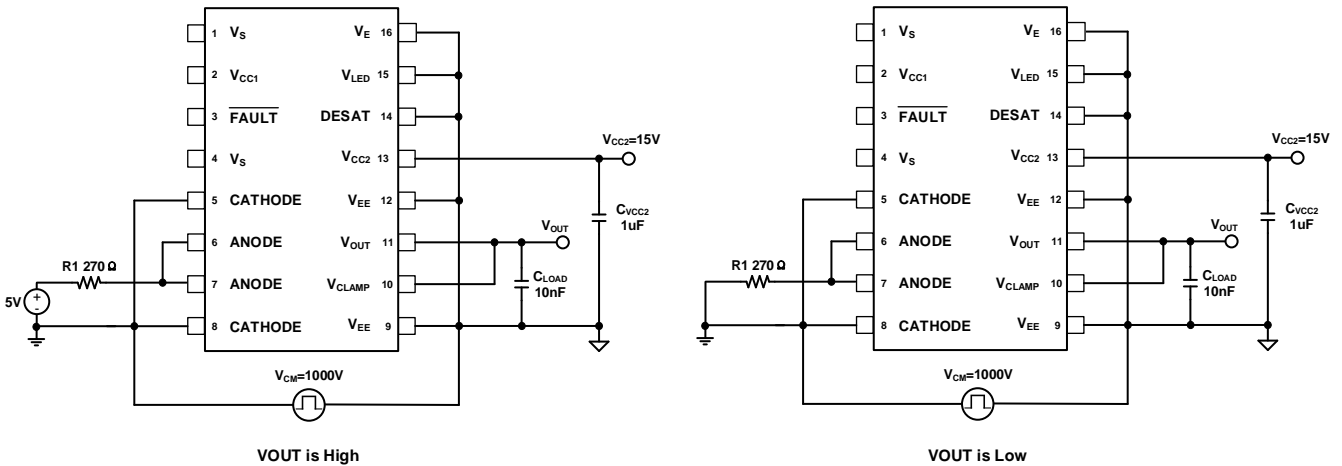 1 VS
VE 16
2 VCC1
VLED 15
3 FAULT
DESAT 14
4 VS
VCC2 13
VCC2=15V
5 CATHODE
VEE 12
CVCC2
1uF
6 ANODE
VOUT 11
VOUT
R1 270 Ω
7 ANODE
VCLAMP 10
CLOAD
10nF
5V
+
-
8 CATHODE
VEE 9
VCM=1000V
VOUT is High
1 VS
VE 16
2 VCC1
VLED 15
3 FAULT
DESAT 14
4 VS
VCC2 13
VCC2=15V
5 CATHODE
VEE 12
CVCC2
1uF
6 ANODE
VOUT 11
VOUT
R1 270 Ω
7 ANODE
VCLAMP 10
CLOAD
10nF
8 CATHODE
VEE 9
VCM=1000V
VOUT is Low